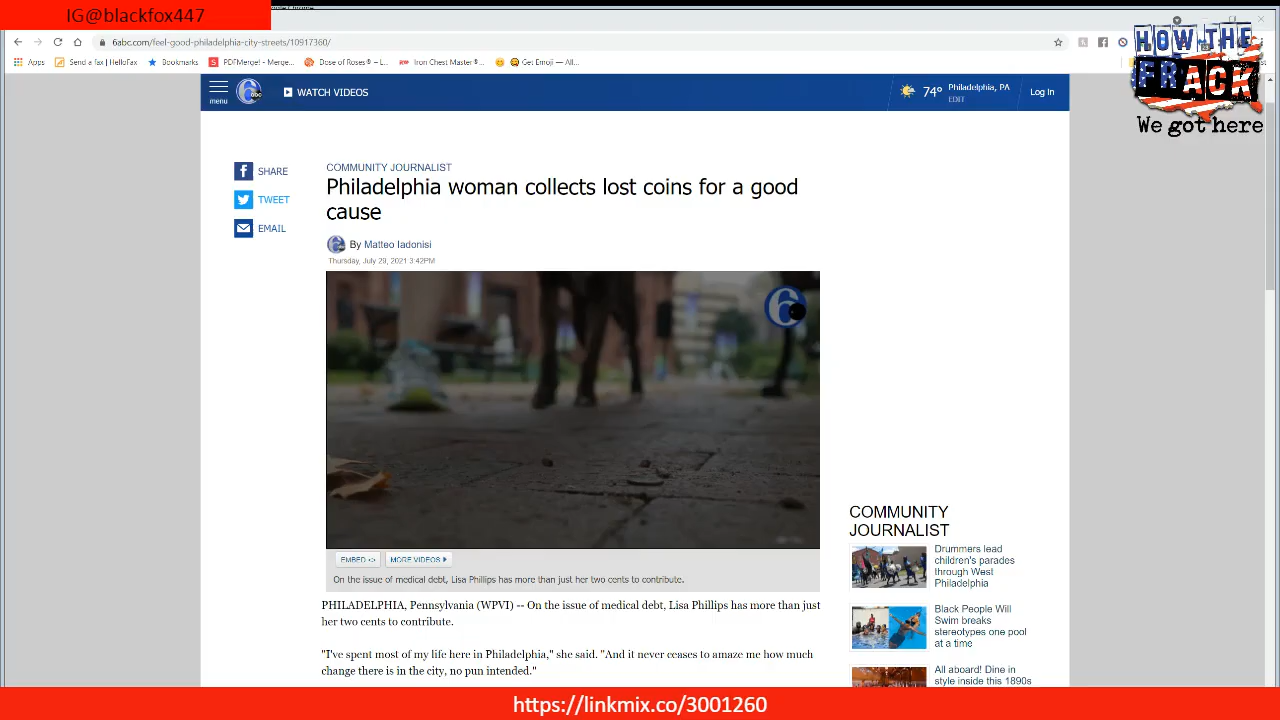 IG@blackfox447
6abc.com/feel-good-philadelphia-city-streets/10917360/
Apps
Send a fax | HelloFax
Bookmarks
PDFMerge! - Merge...
Dose of Roses® – L...
Iron Chest Master®...
Get Emoji — All...
HOW THE
FRACK
We got here
menu
6abc
WATCH VIDEOS
74°
Philadelphia, PA
EDIT
Log In
SHARE
TWEET
EMAIL
COMMUNITY JOURNALIST
Philadelphia woman collects lost coins for a good
cause
By Matteo Iadonisi
Thursday, July 29, 2021 3:42PM
6
EMBED <>
MORE VIDEOS
On the issue of medical debt, Lisa Phillips has more than just her two cents to contribute.
PHILADELPHIA, Pennsylvania (WPVI) -- On the issue of medical debt, Lisa Phillips has more than just
her two cents to contribute.
"I've spent most of my life here in Philadelphia," she said. "And it never ceases to amaze me how much
change there is in the city, no pun intended."
COMMUNITY
JOURNALIST
Drummers lead
children's parades
through West
Philadelphia
Black People Will
Swim breaks
stereotypes one pool
at a time
All aboard! Dine in
style inside this 1890s
https://linkmix.co/3001260